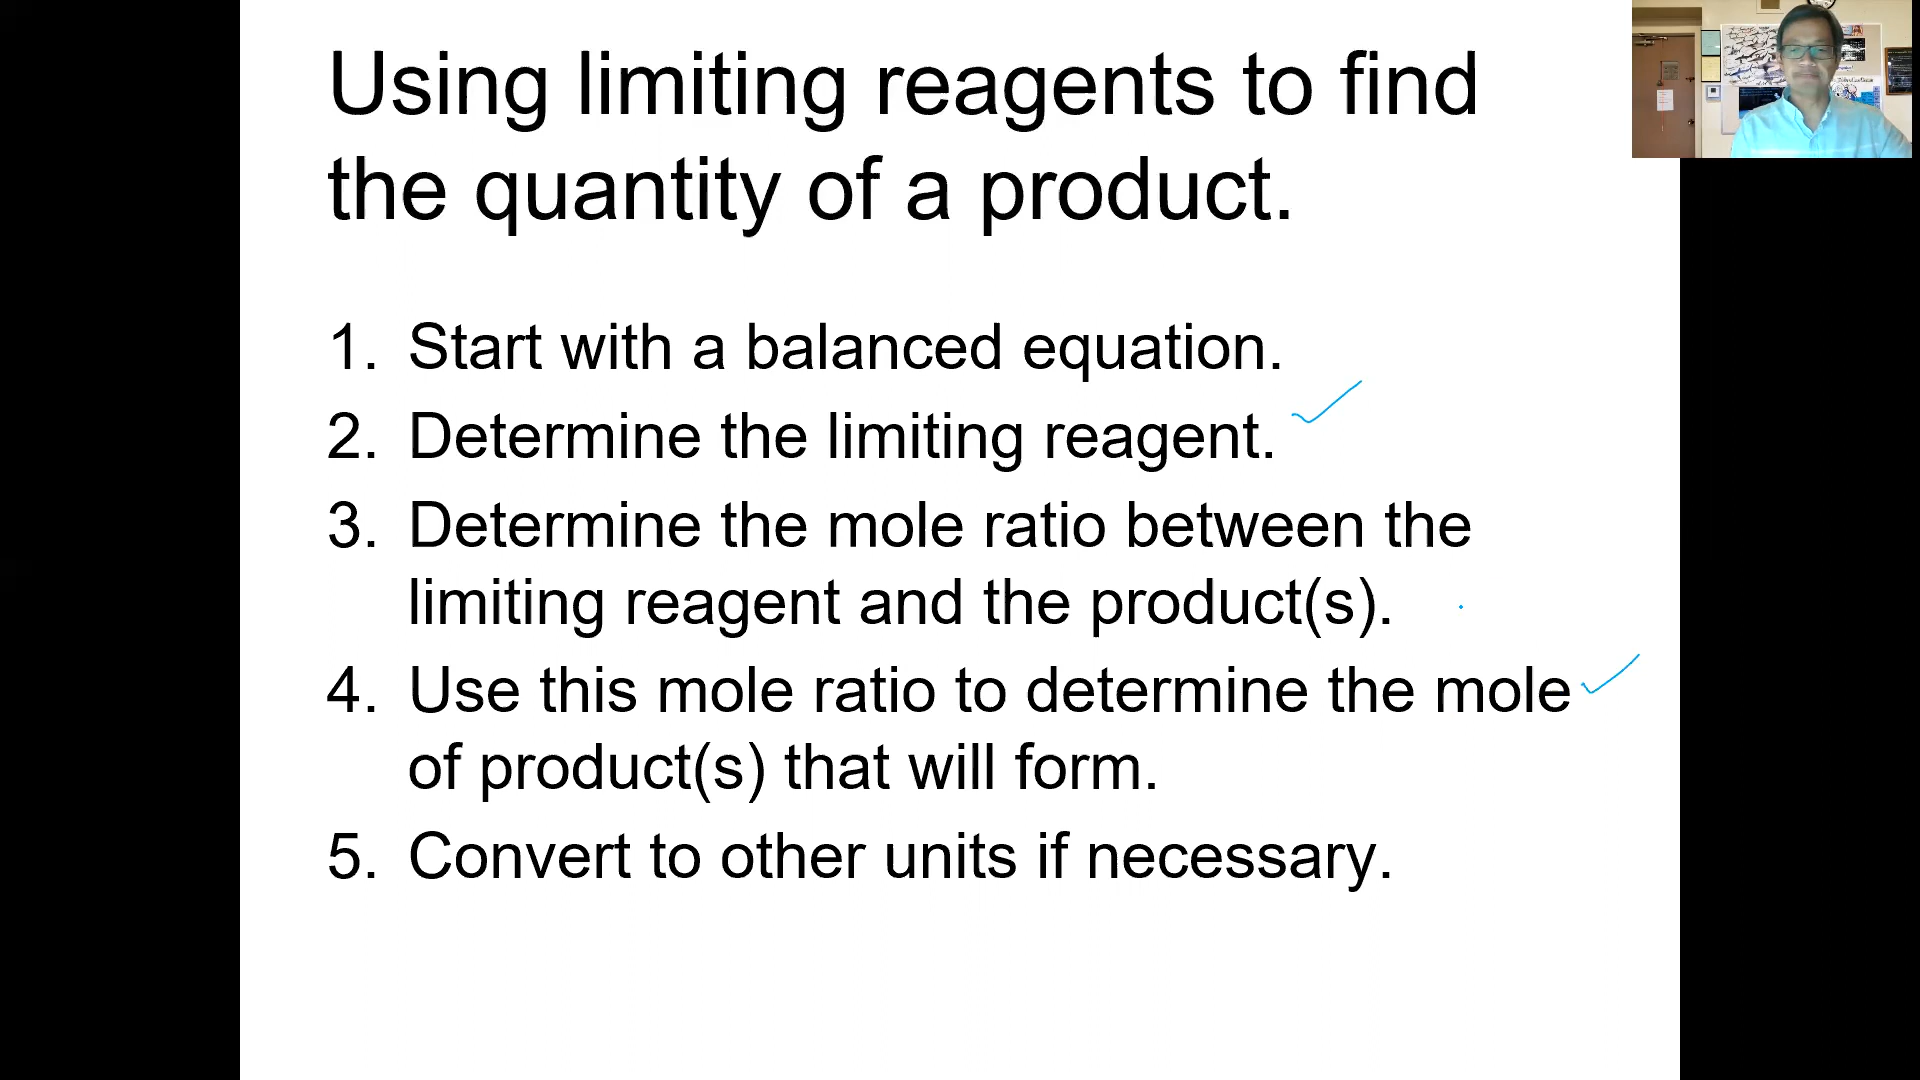 Using limiting reagents to find
the quantity of a product.
1. Start with a balanced equation.
2. Determine the limiting reagent.
3. Determine the mole ratio between the
limiting reagent and the product(s).
4. Use this mole ratio to determine the mole
of product(s) that will form.
5. Convert to other units if necessary.